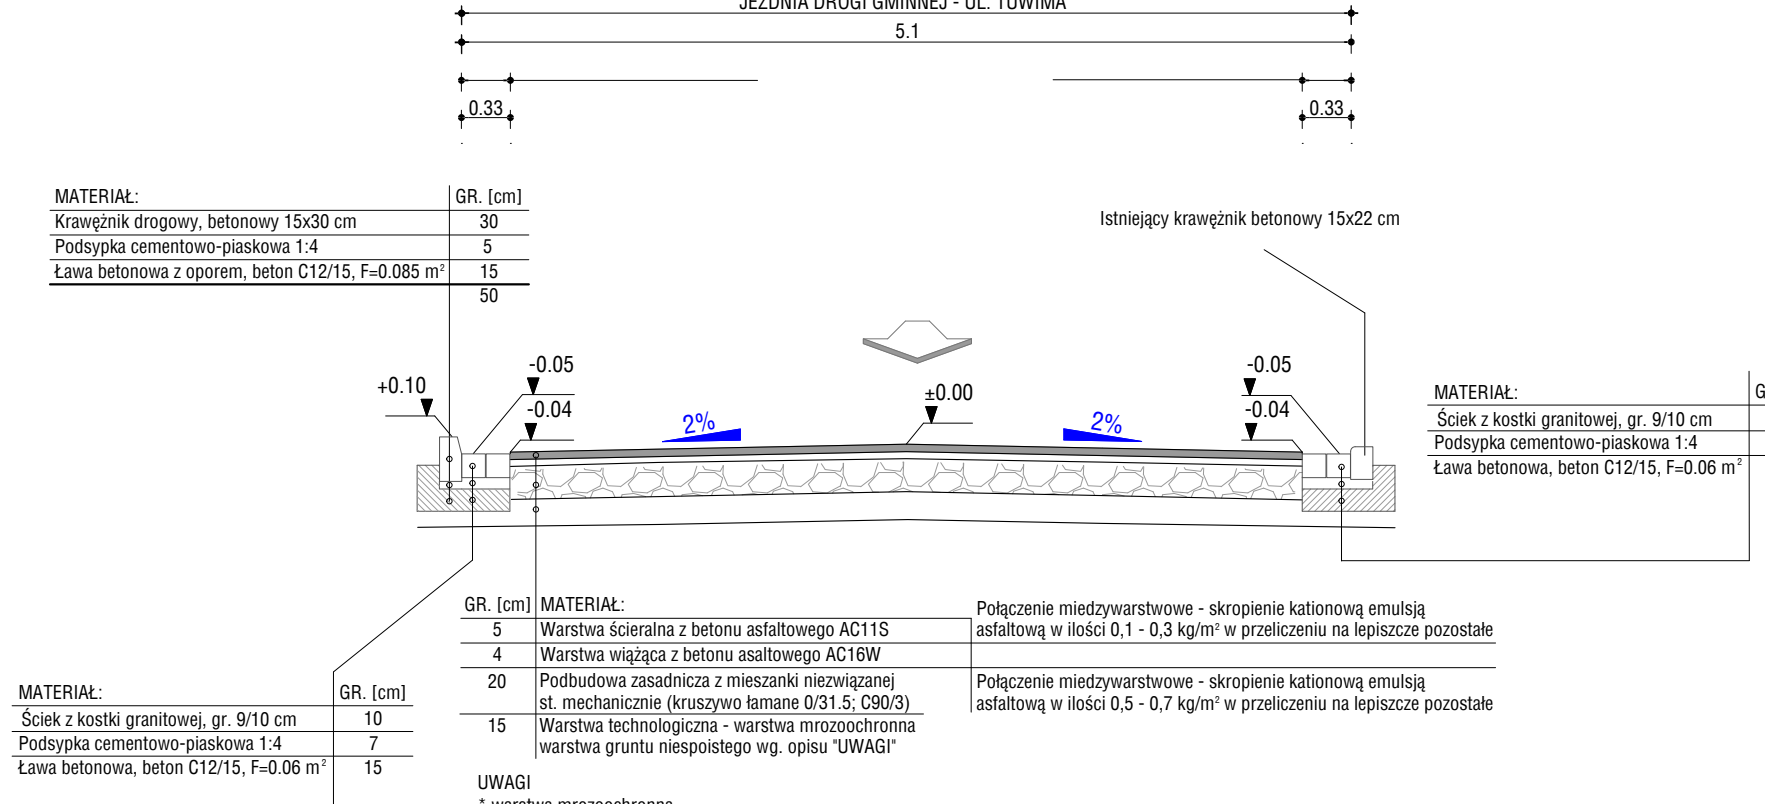 JEZDNIA DROGI GMINNEJ - UL. TUWIMA
5.1
0.33
0.33
MATERIAŁ: GR. [cm]
Krawężnik drogowy, betonowy 15x30 cm 30
Podsypka cementowo-piaskowa 1:4 5
Ława betonowa z oporem, beton C12/15, F=0.085 m² 15
50
Istniejący krawężnik betonowy 15x22 cm
+0.10
-0.05
-0.04
2%
±0.00
2%
-0.05
-0.04
MATERIAŁ: G
Ściek z kostki granitowej, gr. 9/10 cm
Podsypka cementowo-piaskowa 1:4
Ława betonowa, beton C12/15, F=0.06 m²
GR. [cm] MATERIAŁ:
5 Warstwa ścieralna z betonu asfaltowego AC11S
4 Warstwa wiążąca z betonu asaltowego AC16W
20 Podbudowa zasadnicza z mieszanki niezwiązanej
st. mechanicznie (kruszywo łamane 0/31.5; C90/3)
15 Warstwa technologiczna - warstwa mrozoochronna
warstwa gruntu niespoistego wg. opisu "UWAGI"
Połączenie miedzywarstwowe - skropienie kationową emulsją
asfaltową w ilości 0,1 - 0,3 kg/m² w przeliczeniu na lepiszcze pozostałe
Połączenie miedzywarstwowe - skropienie kationową emulsją
asfaltową w ilości 0,5 - 0,7 kg/m² w przeliczeniu na lepiszcze pozostałe
MATERIAŁ: GR. [cm]
Ściek z kostki granitowej, gr. 9/10 cm 10
Podsypka cementowo-piaskowa 1:4 7
Ława betonowa, beton C12/15, F=0.06 m² 15
UWAGI
* warstwa mrozoochronna